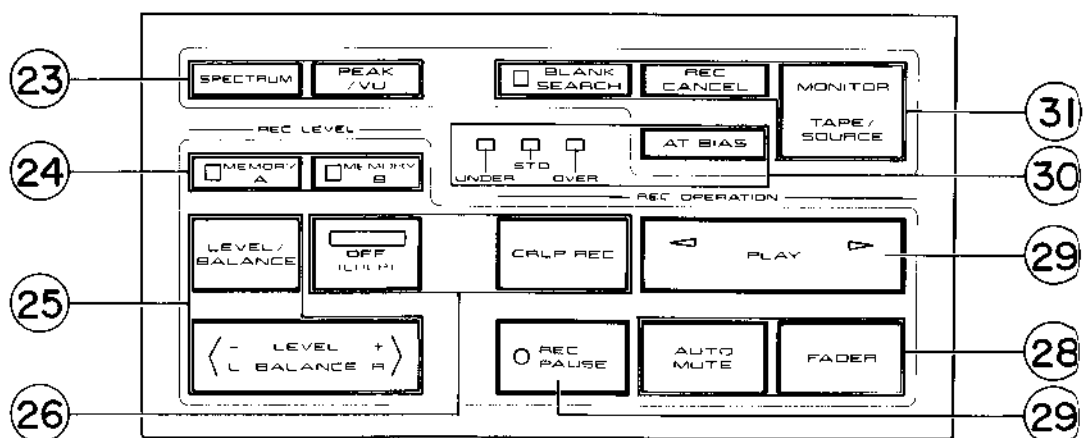 23
SPECTRUM
PEAK
/VU
BLANK
SEARCH
REC
CANCEL
MONITOR
TAPE/
SOURCE
31
REC LEVEL
24
MEMORY
A
MEMORY
B
UNDER
STD
OVER
AT BIAS
30
REC OPERATION
LEVEL/
BALANCE
OFF
CRLP REC
PLAY
29
25
- LEVEL +
L BALANCE R
REC
PAUSE
AUTO
MUTE
FADER
28
26
29